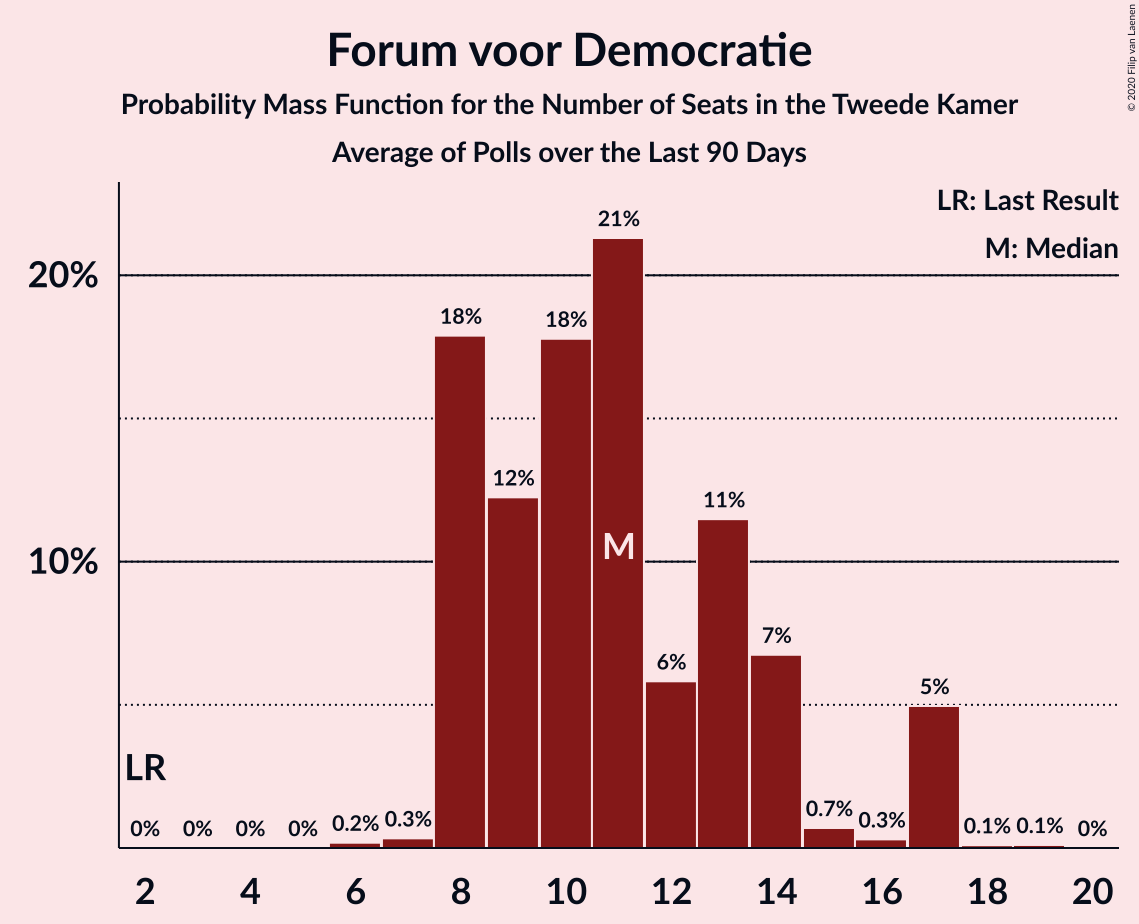 Forum voor Democratie
Probability Mass Function for the Number of Seats in the Tweede Kamer
Average of Polls over the Last 90 Days
© 2020 Filip van Laenen
LR: Last Result
M: Median
20%
10%
LR
M
0% 0% 0% 0% 0.2% 0.3% 18% 12% 18% 21% 6% 11% 7% 0.7% 0.3% 5% 0.1% 0.1% 0%
2 4 6 8 10 12 14 16 18 20